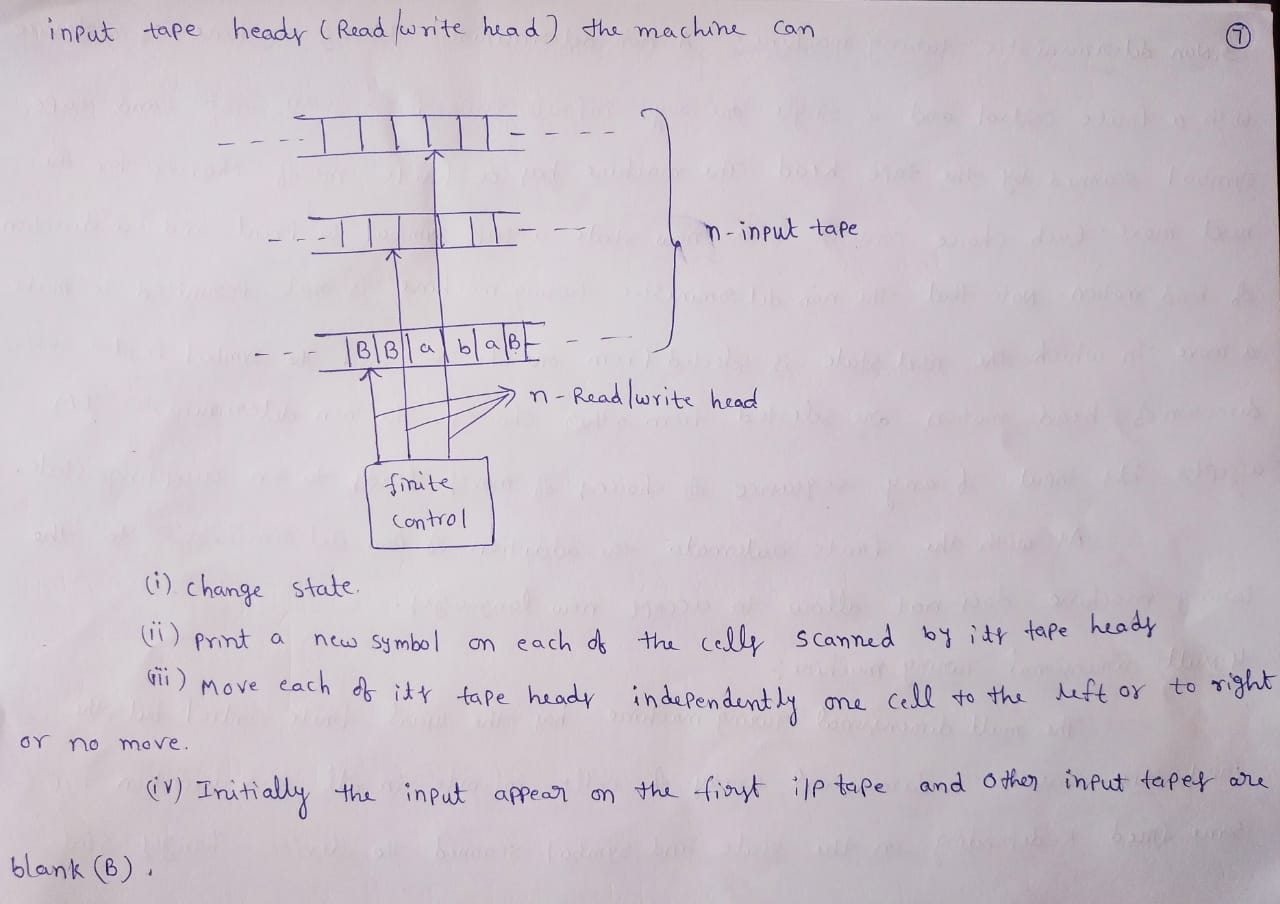 input tape heads (Read/write head) the machine can
7
n-input tape
B B a b a B
n-Read/write head
finite
control
(i) change state.
(ii) print a new symbol on each of the cells scanned by its tape heads
(iii) Move each of its tape heads independently one cell to the left or to right
or no move.
(iv) Initially the input appear on the first i/p tape and other input tapes are
blank (B).